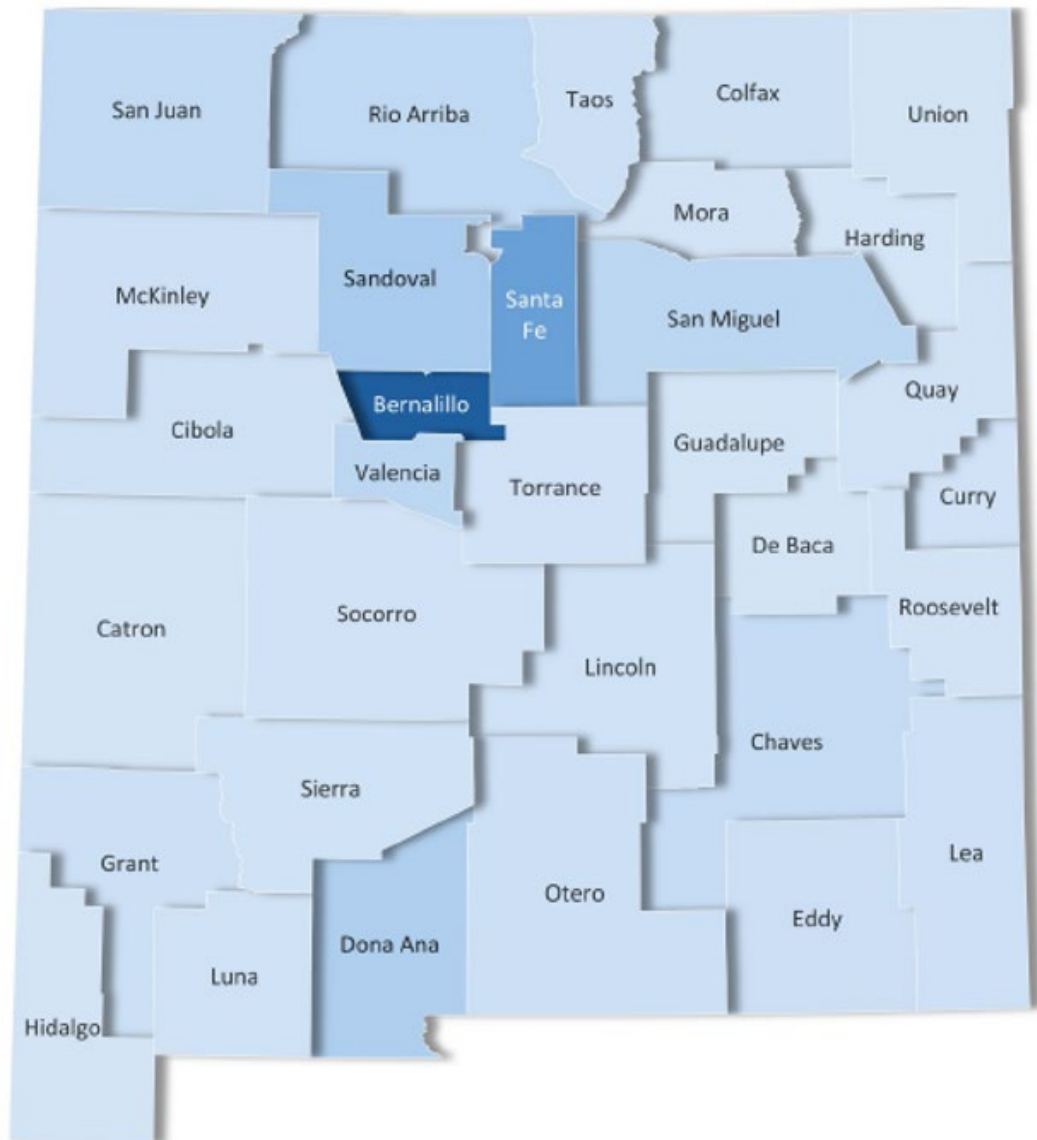 San Juan
Rio Arriba
Taos
Colfax
Union
Mora
Harding
McKinley
Sandoval
Santa
Fe
San Miguel
Quay
Bernalillo
Cibola
Guadalupe
Valencia
Torrance
Curry
De Baca
Catron
Socorro
Roosevelt
Lincoln
Chaves
Sierra
Grant
Lea
Otero
Eddy
Dona Ana
Luna
Hidalgo